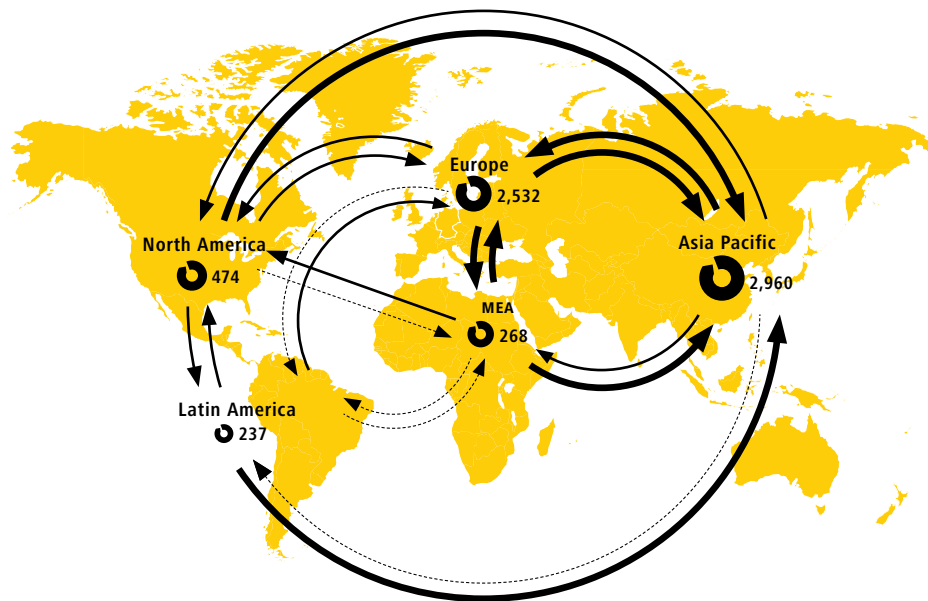 Europe
2,532
North America
474
Asia Pacific
2,960
MEA
268
Latin America
237